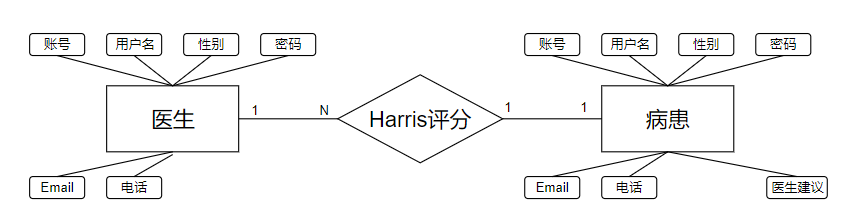 账号 用户名 性别 密码 账号 用户名 性别 密码
医生 1 N Harris评分 1 1 病患
Email 电话 Email 电话 医生建议